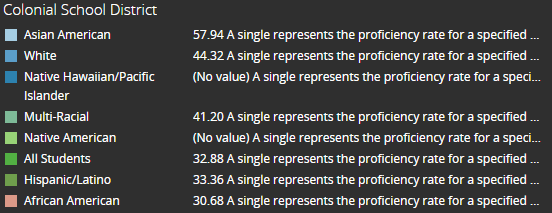 Colonial School District
Asian American 57.94 A single represents the proficiency rate for a specified ...
White 44.32 A single represents the proficiency rate for a specified ...
Native Hawaiian/Pacific (No value) A single represents the proficiency rate for a speci...
Islander
Multi-Racial 41.20 A single represents the proficiency rate for a specified ...
Native American (No value) A single represents the proficiency rate for a speci...
All Students 32.88 A single represents the proficiency rate for a specified ...
Hispanic/Latino 33.36 A single represents the proficiency rate for a specified ...
African American 30.68 A single represents the proficiency rate for a specified ...